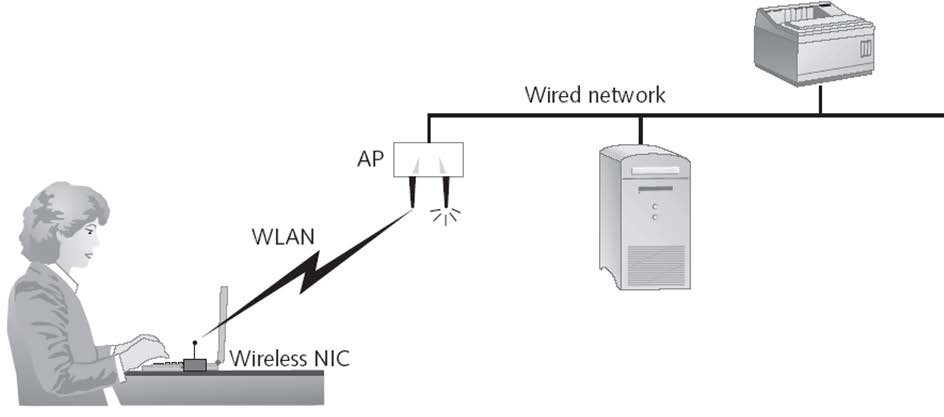 Wired network
AP
WLAN
Wireless NIC